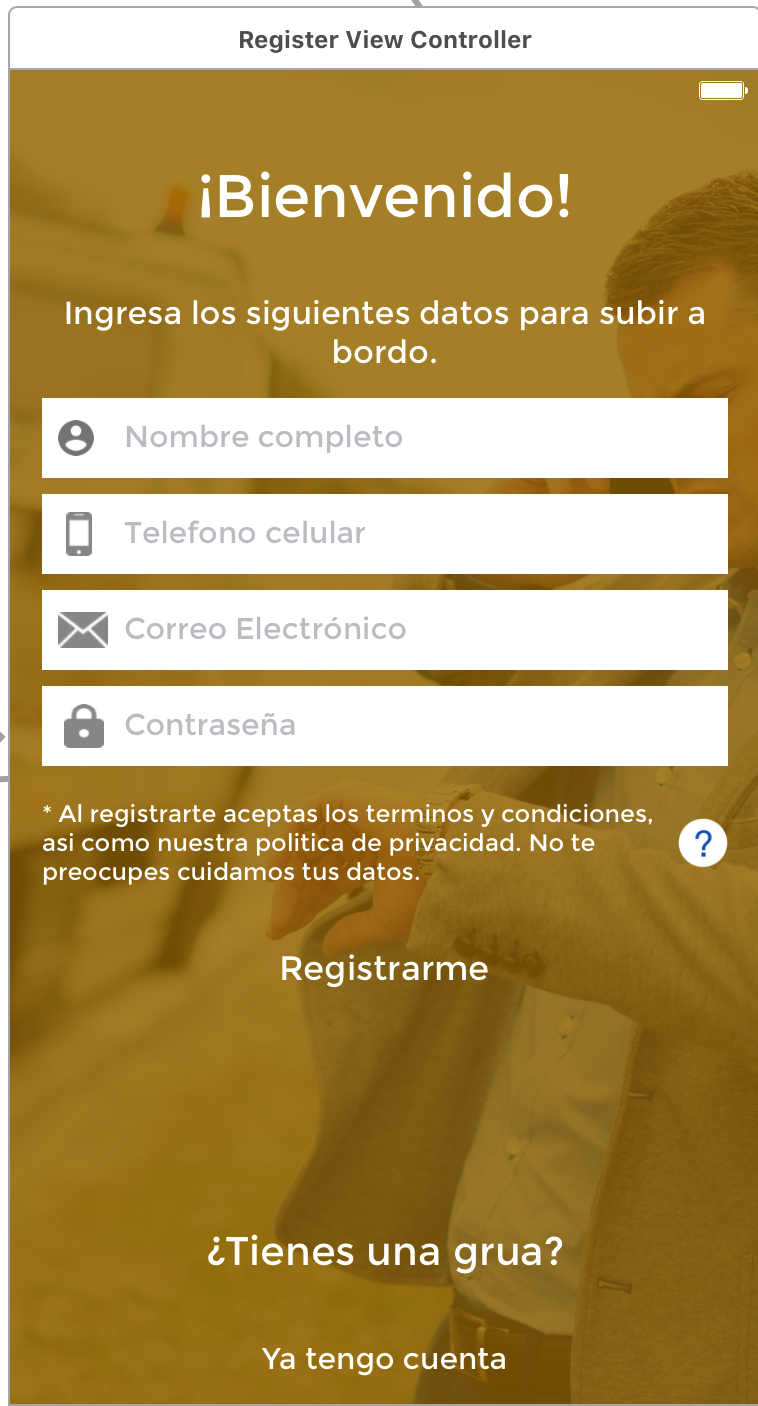 Register View Controller
¡Bienvenido!
Ingresa los siguientes datos para subir a
bordo.
Nombre completo
Telefono celular
Correo Electrónico
Contraseña
* Al registrarte aceptas los terminos y condiciones,
asi como nuestra politica de privacidad. No te
preocupes cuidamos tus datos.
?
Registrarme
¿Tienes una grua?
Ya tengo cuenta